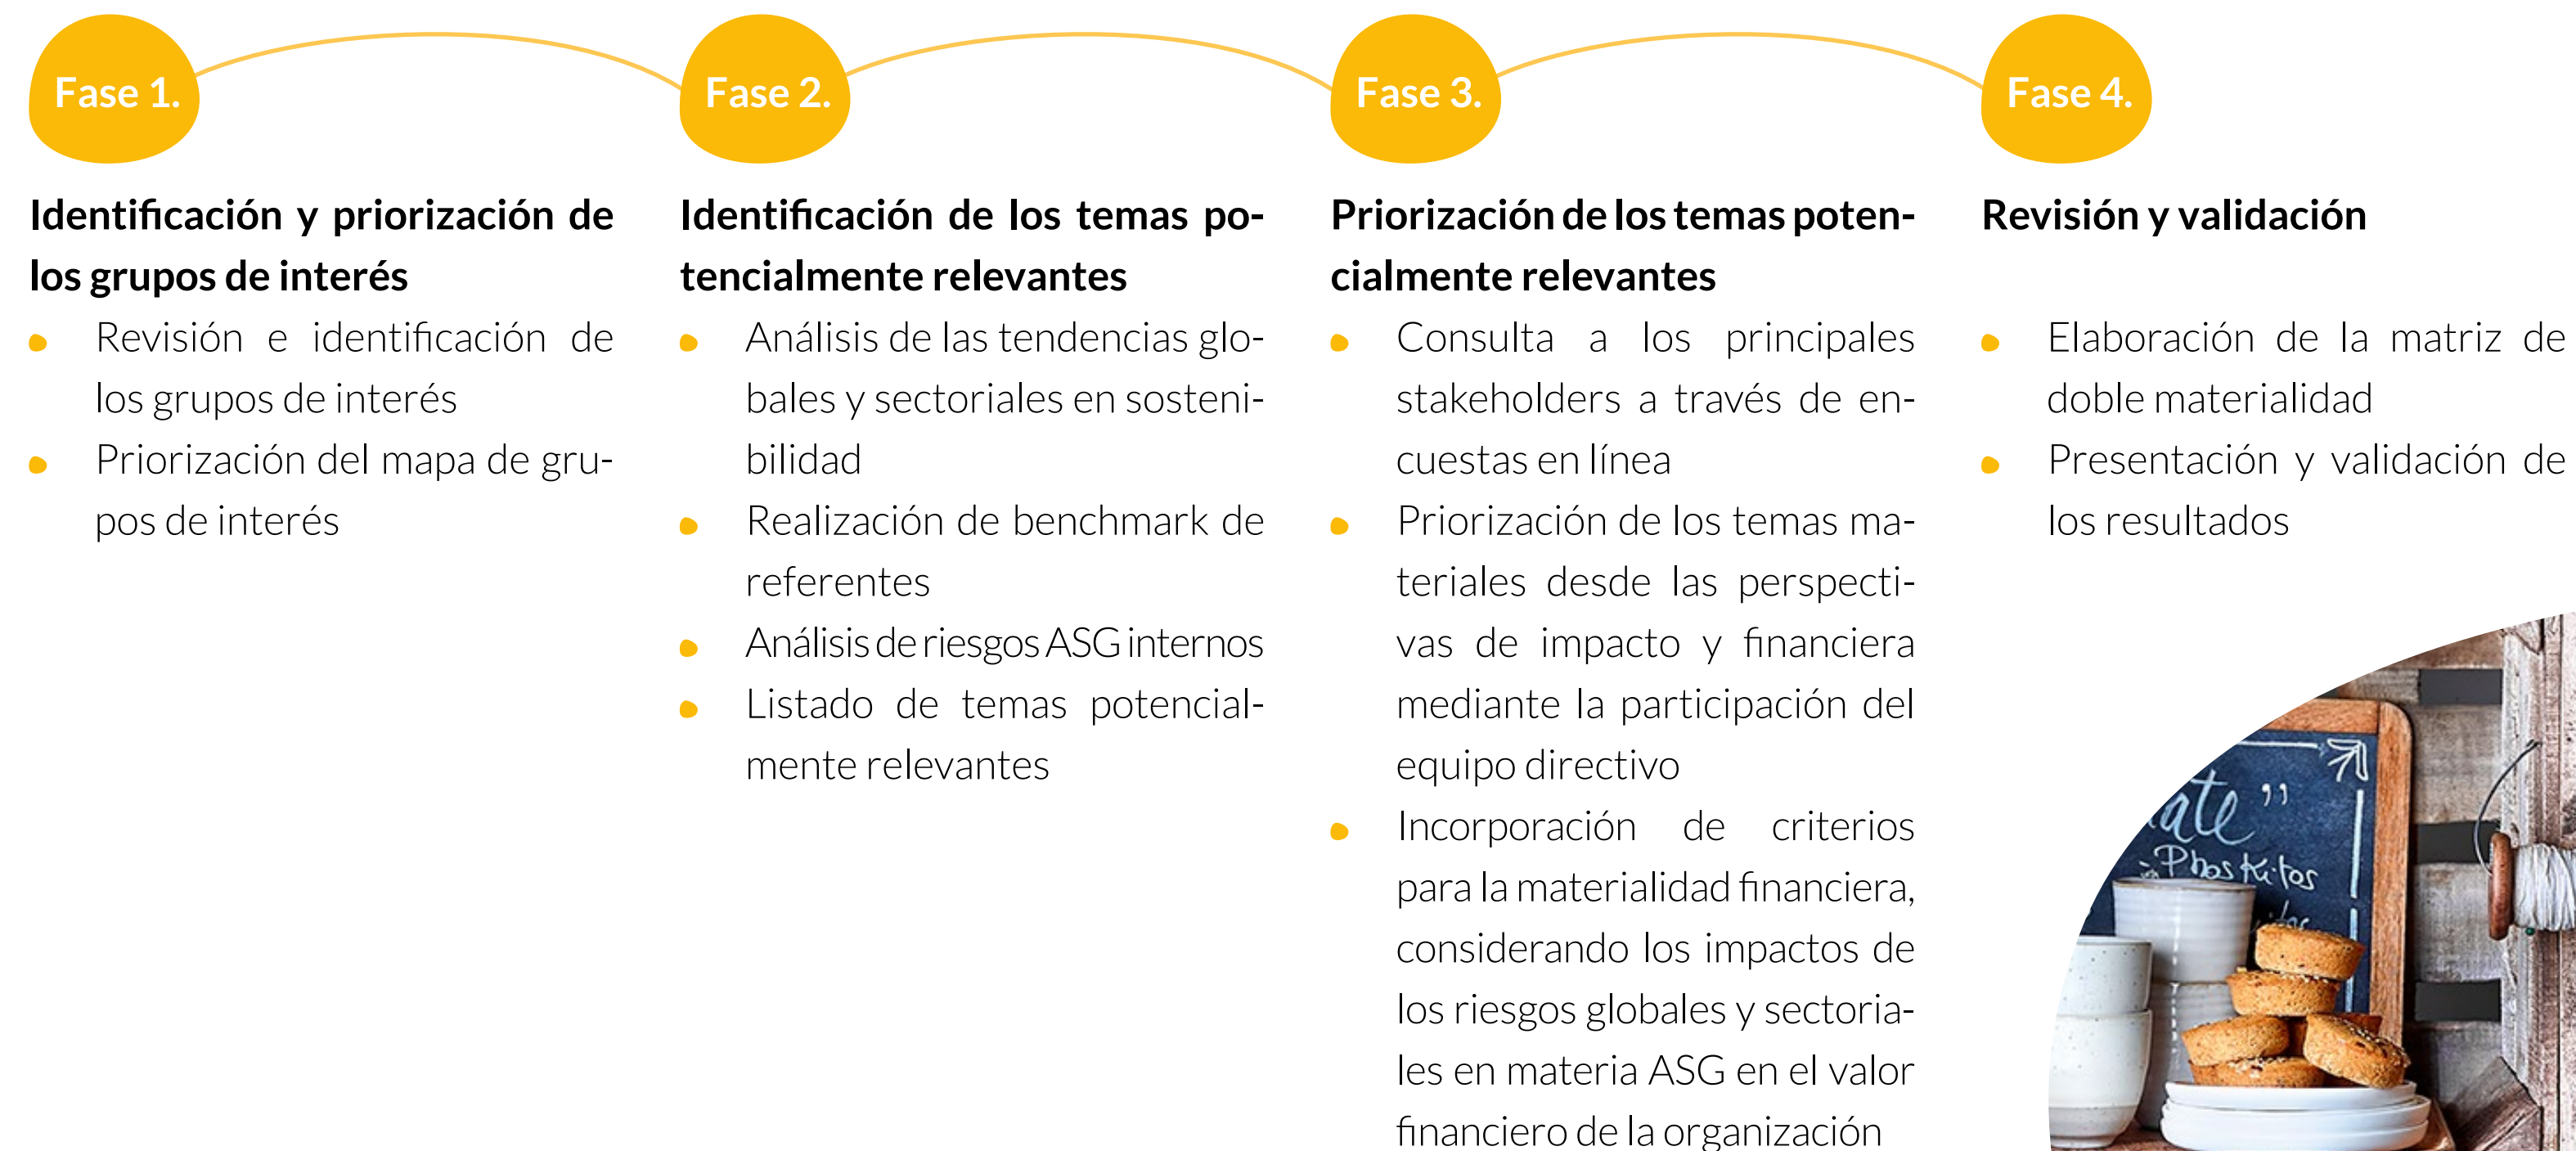 Fase 1.
Identificación y priorización de
los grupos de interés
Revisión e identificación de
los grupos de interés
Priorización del mapa de gru-
pos de interés
Fase 2.
Identificación de los temas po-
tencialmente relevantes
Análisis de las tendencias glo-
bales y sectoriales en sosteni-
bilidad
Realización de benchmark de
referentes
Análisis de riesgos ASG internos
Listado de temas potencial-
mente relevantes
Fase 3.
Priorización de los temas poten-
cialmente relevantes
Consulta a los principales
stakeholders a través de en-
cuestas en línea
Priorización de los temas ma-
teriales desde las perspecti-
vas de impacto y financiera
mediante la participación del
equipo directivo
Incorporación de criterios
para la materialidad financiera,
considerando los impactos de
los riesgos globales y sectoria-
les en materia ASG en el valor
financiero de la organización
Fase 4.
Revisión y validación
Elaboración de la matriz de
doble materialidad
Presentación y validación de
los resultados
ate”
-Phoskitos